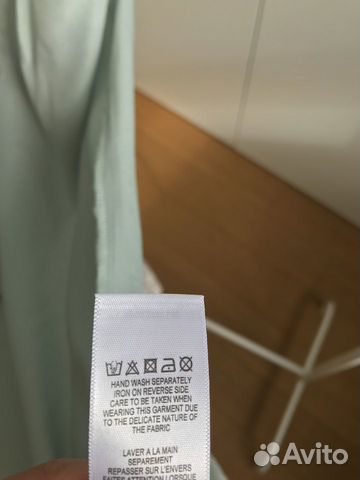 HAND WASH SEPARATELY
IRON ON REVERSE SIDE
CARE TO BE TAKEN WHEN
WEARING THIS GARMENT DUE
TO THE DELICATE NATURE OF
THE FABRIC
LAVER A LA MAIN
SEPAREMENT
REPASSER SUR L'ENVERS
FAITES ATTENTION LORSQUE
Avito